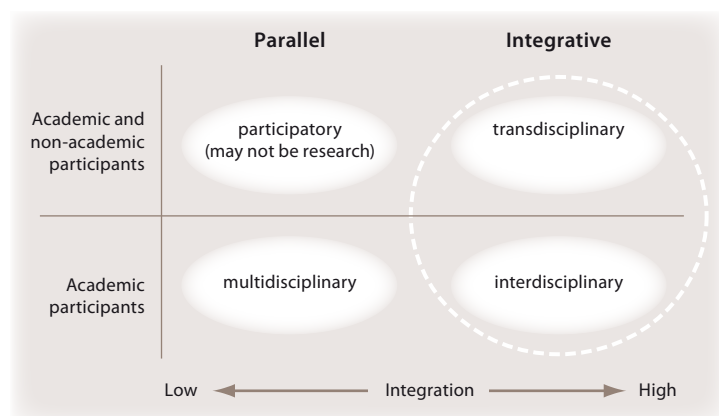 Parallel
Integrative
Academic and
non-academic
participants
participatory
(may not be research)
transdisciplinary
Academic
participants
multidisciplinary
interdisciplinary
Low
Integration
High